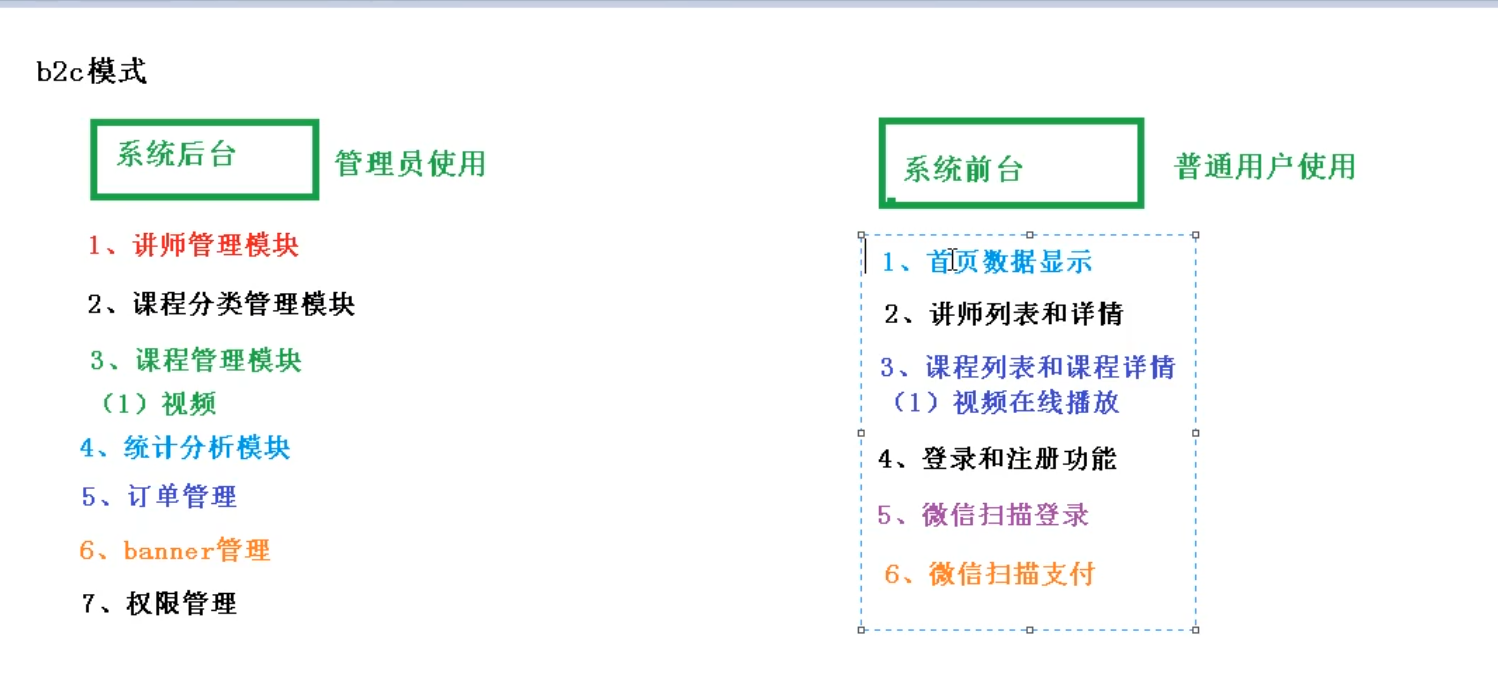 b2c模式
系统后台
管理员使用
1、讲师管理模块
2、课程分类管理模块
3、课程管理模块
（1）视频
4、统计分析模块
5、订单管理
6、banner管理
7、权限管理
系统前台
普通用户使用
1、首页数据显示
2、讲师列表和详情
3、课程列表和课程详情
（1）视频在线播放
4、登录和注册功能
5、微信扫描登录
6、微信扫描支付